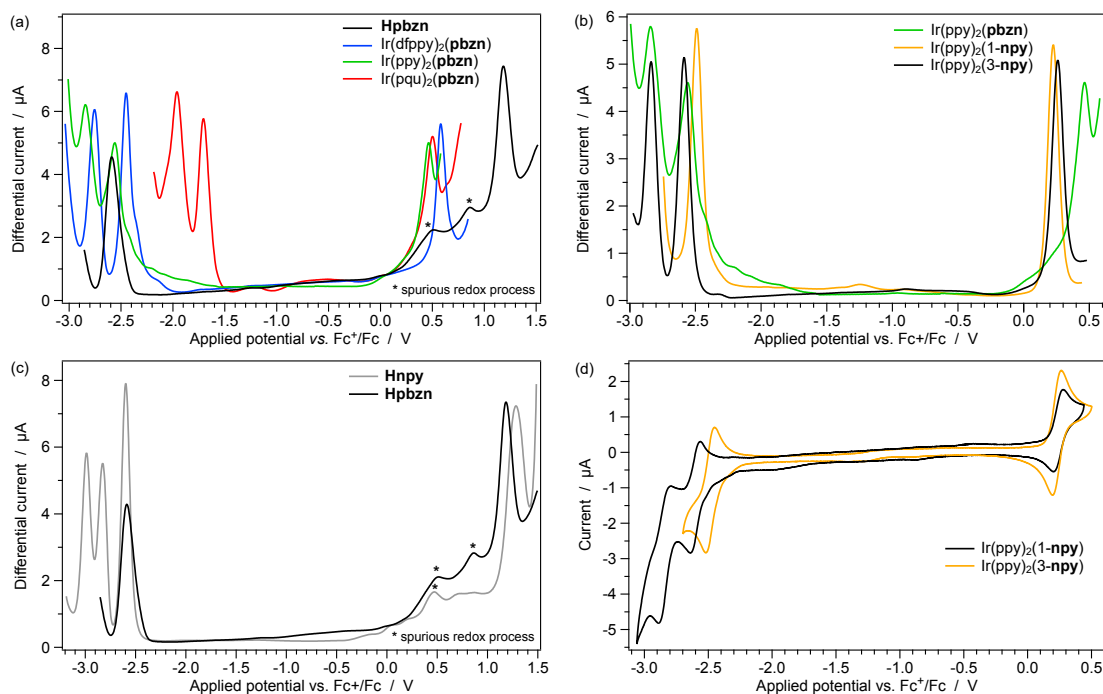 (a)
Differential current / μA
8
6
4
2
0
Hpbzn
Ir(dfppy)₂(pbzn)
Ir(ppy)₂(pbzn)
Ir(pqu)₂(pbzn)
*
*
* spurious redox process
-3.0 -2.5 -2.0 -1.5 -1.0 -0.5 0.0 0.5 1.0 1.5
Applied potential vs. Fc⁺/Fc / V
(b)
Differential current / μA
6
5
4
3
2
1
0
Ir(ppy)₂(pbzn)
Ir(ppy)₂(1-npy)
Ir(ppy)₂(3-npy)
-3.0 -2.5 -2.0 -1.5 -1.0 -0.5 0.0 0.5
Applied potential vs. Fc+/Fc / V
(c)
Differential current / μA
8
6
4
2
0
Hnpy
Hpbzn
*
*
*
* spurious redox process
-3.0 -2.5 -2.0 -1.5 -1.0 -0.5 0.0 0.5 1.0 1.5
Applied potential vs. Fc+/Fc / V
(d)
Current / μA
2
1
0
-1
-2
-3
-4
-5
Ir(ppy)₂(1-npy)
Ir(ppy)₂(3-npy)
-3.0 -2.5 -2.0 -1.5 -1.0 -0.5 0.0 0.5
Applied potential vs. Fc⁺/Fc / V